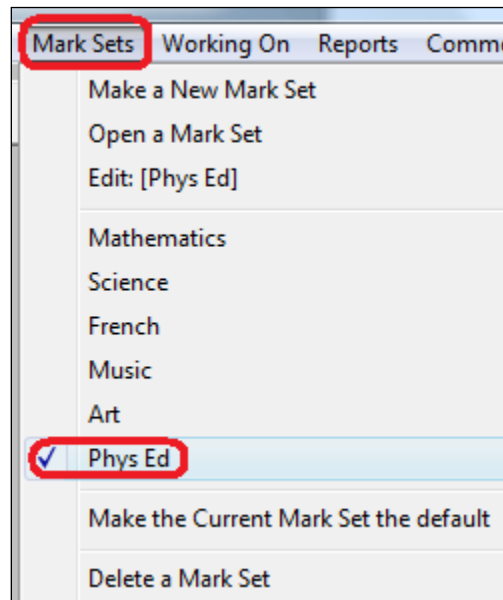 Mark Sets Working On Reports Comme
Make a New Mark Set
Open a Mark Set
Edit: [Phys Ed]
Mathematics
Science
French
Music
Art
Phys Ed
Make the Current Mark Set the default
Delete a Mark Set